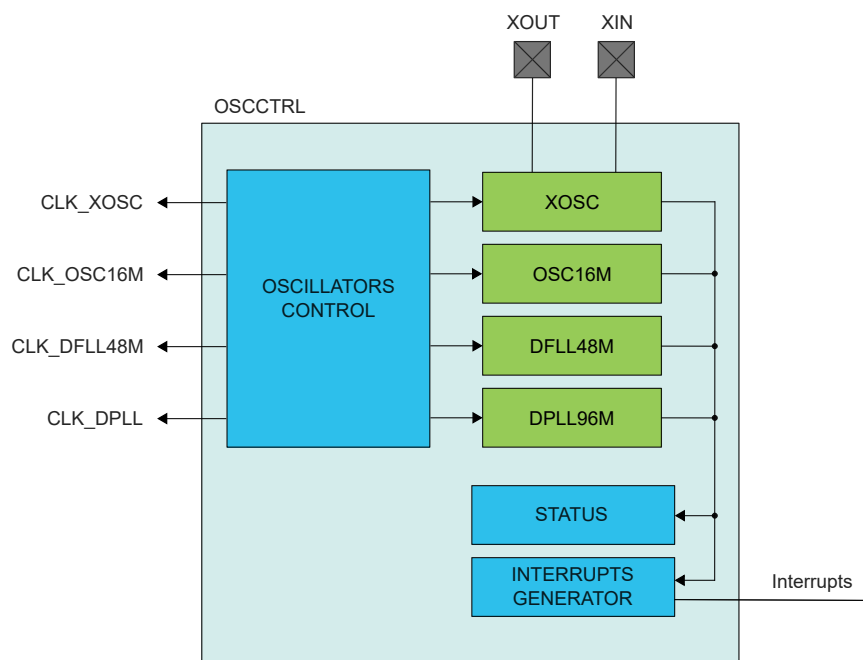 XOUT
XIN
OSCCTRL
CLK_XOSC
CLK_OSC16M
CLK_DFLL48M
CLK_DPLL
OSCILLATORS
CONTROL
XOSC
OSC16M
DFLL48M
DPLL96M
STATUS
INTERRUPTS
GENERATOR
Interrupts